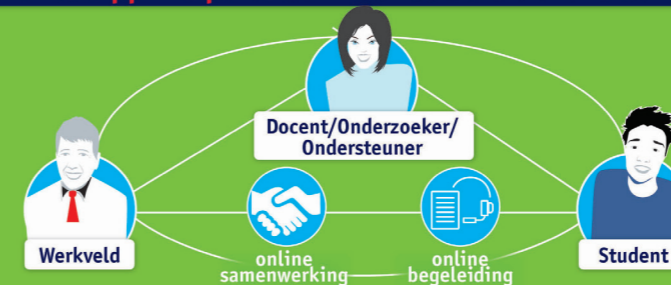 Docent/Onderzoeker/
Ondersteuner
Werkveld
online
samenwerking
online
begeleiding
Student